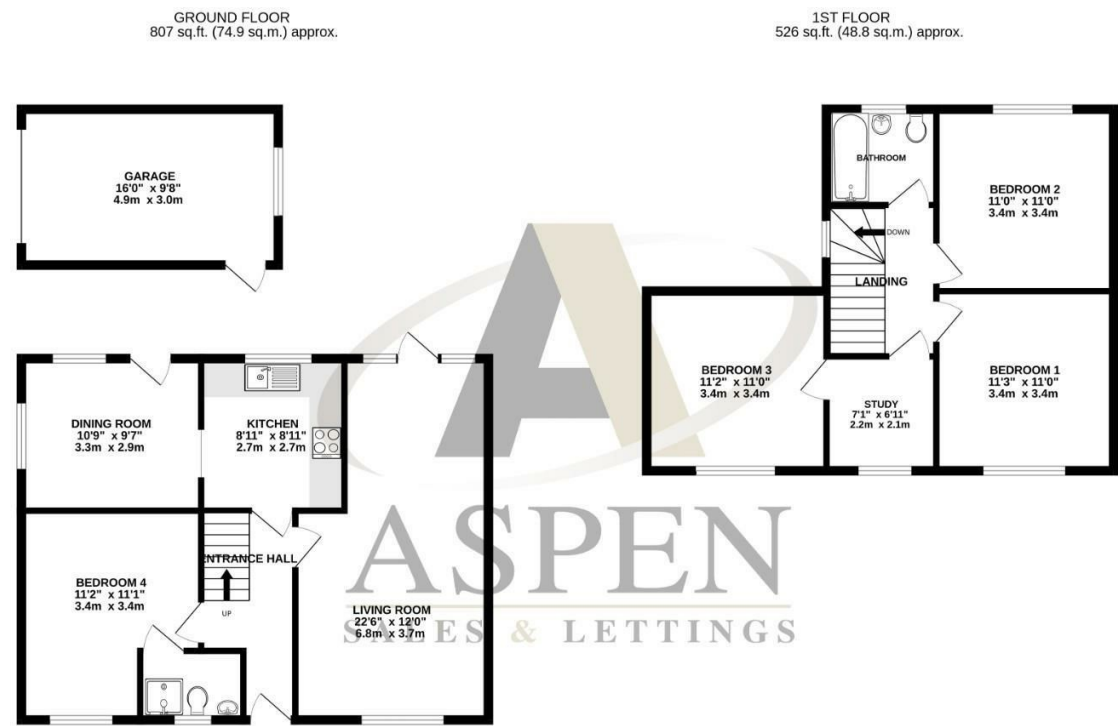 GROUND FLOOR
807 sq.ft. (74.9 sq.m.) approx.
1ST FLOOR
526 sq.ft. (48.8 sq.m.) approx.
GARAGE
16'0" x 9'8"
4.9m x 3.0m
DINING ROOM
10'9" x 9'7"
3.3m x 2.9m
KITCHEN
8'11" x 8'11"
2.7m x 2.7m
ENTRANCE HALL
UP
BEDROOM 4
11'2" x 11'1"
3.4m x 3.4m
LIVING ROOM
22'6" x 12'0"
6.8m x 3.7m
BATHROOM
BEDROOM 2
11'0" x 11'0"
3.4m x 3.4m
DOWN
LANDING
BEDROOM 3
11'2" x 11'0"
3.4m x 3.4m
STUDY
7'1" x 6'11"
2.2m x 2.1m
BEDROOM 1
11'3" x 11'0"
3.4m x 3.4m
ASPEN
SALES & LETTINGS